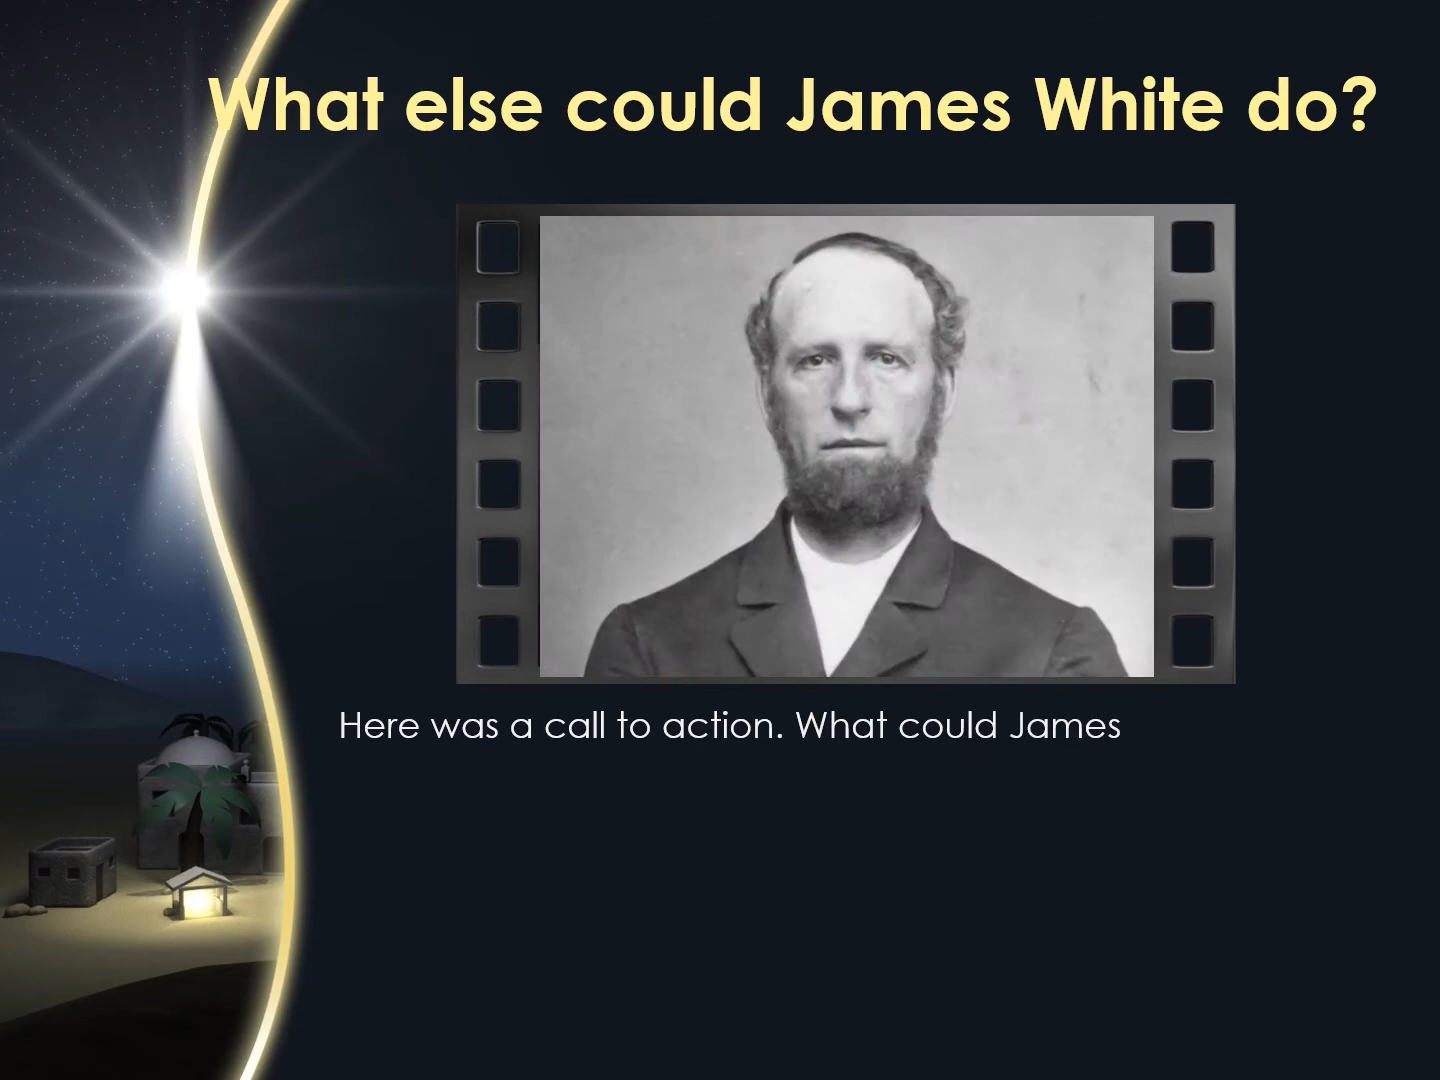 What else could James White do?
Here was a call to action. What could James